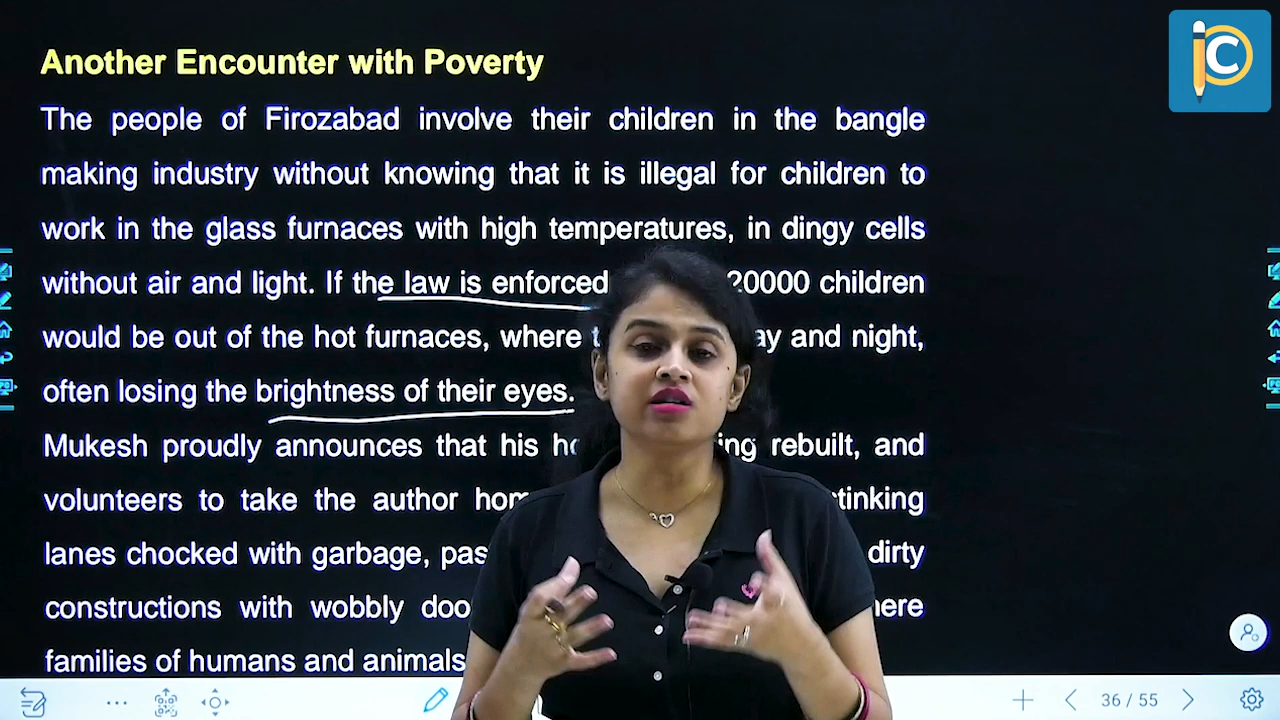 Another Encounter with Poverty
The people of Firozabad involve their children in the bangle
making industry without knowing that it is illegal for children to
work in the glass furnaces with high temperatures, in dingy cells
without air and light. If the law is enforced 20000 children
would be out of the hot furnaces, where and night,
often losing the brightness of their eyes.
Mukesh proudly announces that his rebuilt, and
volunteers to take the author
lanes chocked with garbage, dirty
constructions with wobbly
families of humans and animals
36 / 55